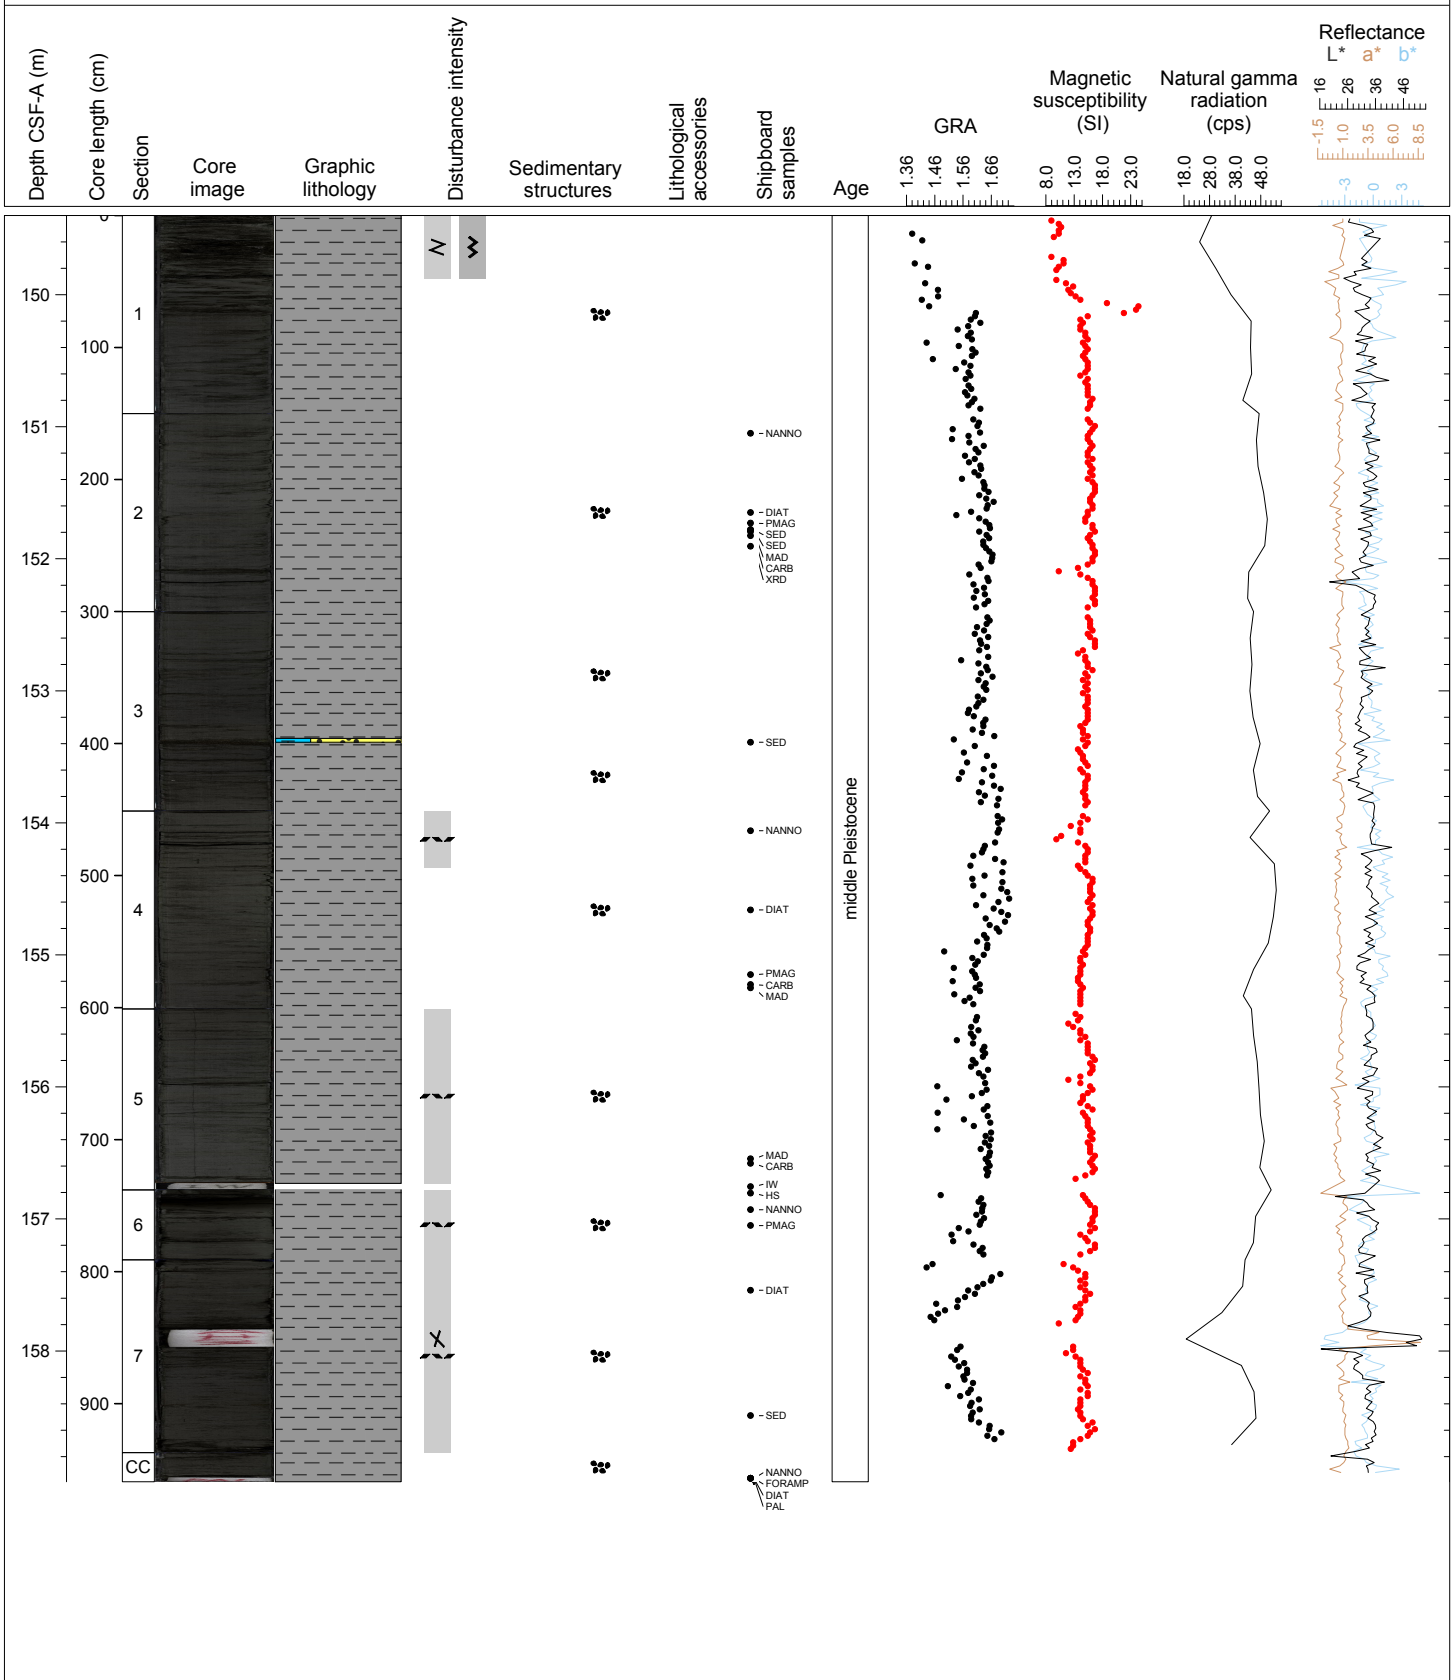 Depth CSF-A (m)
Core length (cm)
Section
Core
image
Graphic
lithology
Disturbance intensity
Sedimentary
structures
Lithological
accessories
Shipboard
samples
Age
GRA
1.36 1.46 1.56 1.66
Magnetic
susceptibility
(SI)
8.0 13.0 18.0 23.0
Natural gamma
radiation
(cps)
18.0 28.0 38.0 48.0
Reflectance
L* a* b*
16 26 36 46
-1.5 1.0 3.5 6.0 8.5
-3 0 3
0
150
1
100
151
NANNO
200
2
DIAT
PMAG
SED
SED
152
MAD
CARB
XRD
300
153
3
400
SED
154
NANNO
500
4
DIAT
middle Pleistocene
155
PMAG
CARB
MAD
600
156
5
700
MAD
CARB
IW
HS
NANNO
157
6
PMAG
800
DIAT
158
7
900
SED
CC
NANNO
FORAMP
DIAT
PAL